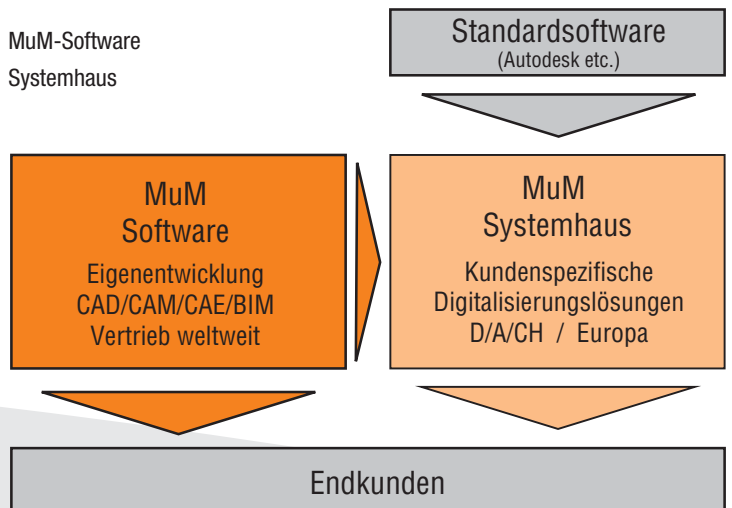 MuM-Software
Systemhaus
Standardsoftware
(Autodesk etc.)
MuM
Software
Eigenentwicklung
CAD/CAM/CAE/BIM
Vertrieb weltweit
MuM
Systemhaus
Kundenspezifische
Digitalisierungslösungen
D/A/CH / Europa
Endkunden